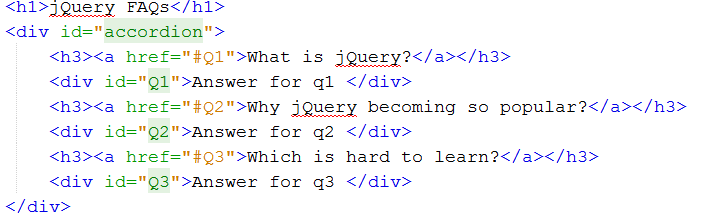 <h1>jQuery FAQs</h1>
<div id="accordion">
<h3><a href="#Q1">What is jQuery?</a></h3>
<div id="Q1">Answer for q1 </div>
<h3><a href="#Q2">Why jQuery becoming so popular?</a></h3>
<div id="Q2">Answer for q2 </div>
<h3><a href="#Q3">Which is hard to learn?</a></h3>
<div id="Q3">Answer for q3 </div>
</div>